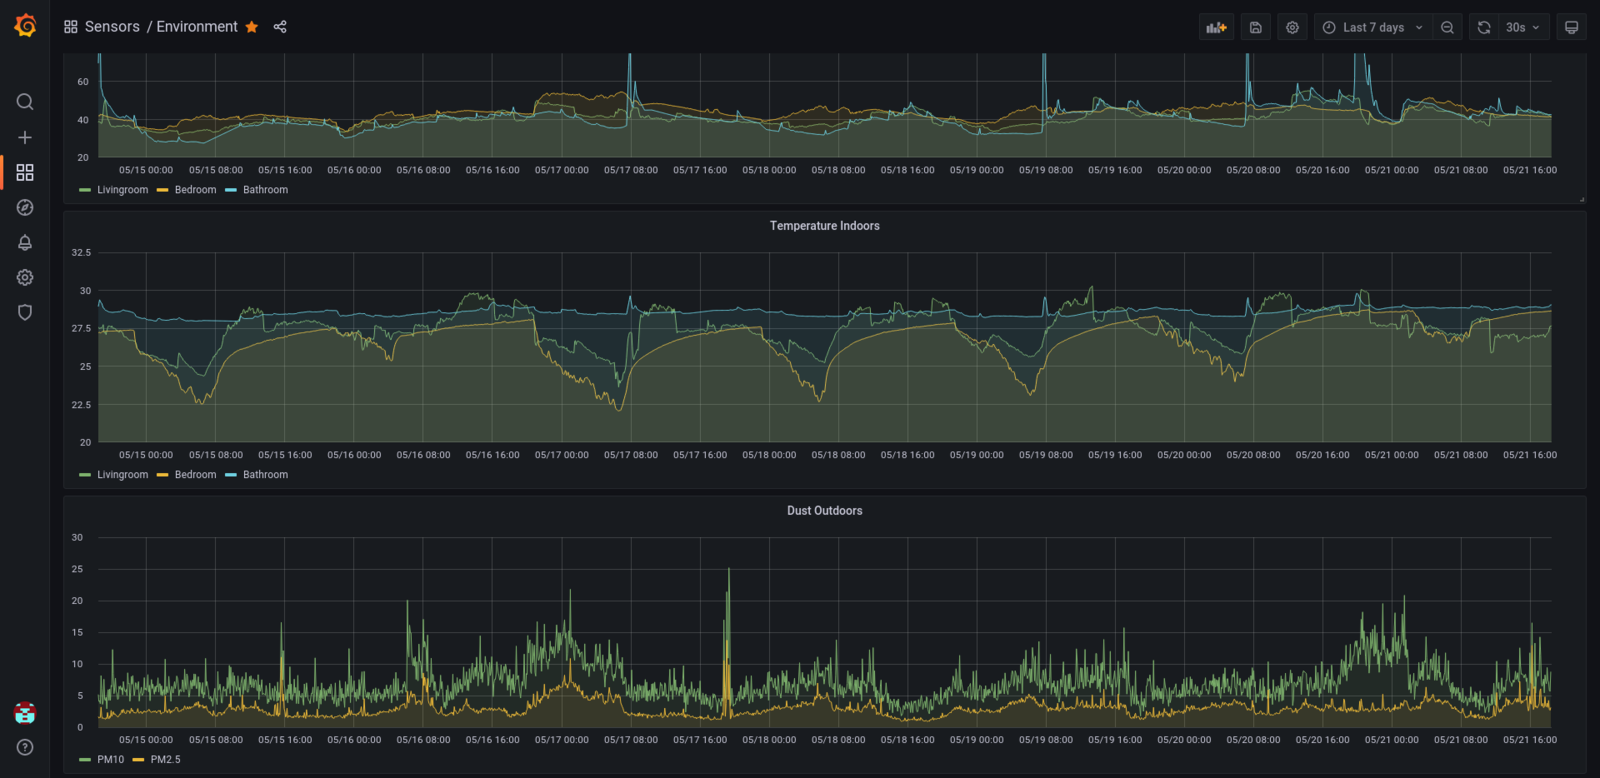 Sensors / Environment
Last 7 days
30s
60
40
20
05/15 00:00 05/15 08:00 05/15 16:00 05/16 00:00 05/16 08:00 05/16 16:00 05/17 00:00 05/17 08:00 05/17 16:00 05/18 00:00 05/18 08:00 05/18 16:00 05/19 00:00 05/19 08:00 05/19 16:00 05/20 00:00 05/20 08:00 05/20 16:00 05/21 00:00 05/21 08:00 05/21 16:00
Livingroom Bedroom Bathroom
Temperature Indoors
32.5
30
27.5
25
22.5
20
05/15 00:00 05/15 08:00 05/15 16:00 05/16 00:00 05/16 08:00 05/16 16:00 05/17 00:00 05/17 08:00 05/17 16:00 05/18 00:00 05/18 08:00 05/18 16:00 05/19 00:00 05/19 08:00 05/19 16:00 05/20 00:00 05/20 08:00 05/20 16:00 05/21 00:00 05/21 08:00 05/21 16:00
Livingroom Bedroom Bathroom
Dust Outdoors
30
25
20
15
10
5
0
05/15 00:00 05/15 08:00 05/15 16:00 05/16 00:00 05/16 08:00 05/16 16:00 05/17 00:00 05/17 08:00 05/17 16:00 05/18 00:00 05/18 08:00 05/18 16:00 05/19 00:00 05/19 08:00 05/19 16:00 05/20 00:00 05/20 08:00 05/20 16:00 05/21 00:00 05/21 08:00 05/21 16:00
PM10 PM2.5